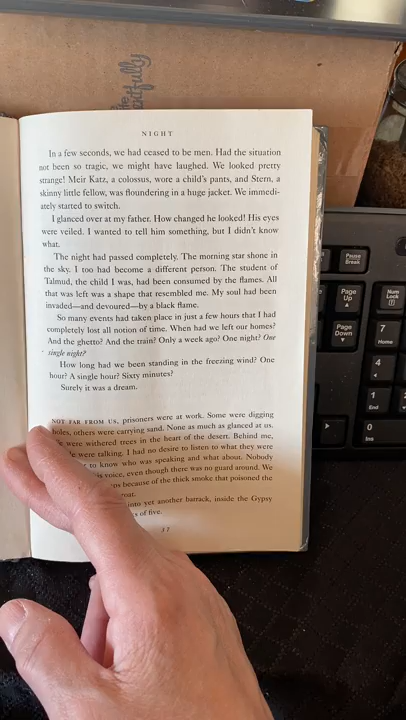 NIGHT
In a few seconds, we had ceased to be men. Had the situation
not been so tragic, we might have laughed. We looked pretty
strange! Meir Katz, a colossus, wore a child's pants, and Stern, a
skinny little fellow, was floundering in a huge jacket. We immedi-
ately started to switch.
I glanced over at my father. How changed he looked! His eyes
were veiled. I wanted to tell him something, but I didn't know
what.
The night had passed completely. The morning star shone in
the sky. I too had become a different person. The student of
Talmud, the child I was, had been consumed by the flames. All
that was left was a shape that resembled me. My soul had been
invaded—and devoured—by a black flame.
So many events had taken place in just a few hours that I had
completely lost all notion of time. When had we left our homes?
And the ghetto? And the train? Only a week ago? One night? One
single night?
How long had we been standing in the freezing wind? One
hour? A single hour? Sixty minutes?
Surely it was a dream.
NOT FAR FROM US, prisoners were at work. Some were digging
holes, others were carrying sand. None as much as glanced at us.
were withered trees in the heart of the desert. Behind me,
were talking. I had no desire to listen to what they were
to know who was speaking and what about. Nobody
voice, even though there was no guard around. We
because of the thick smoke that poisoned the
into yet another barrack, inside the Gypsy
of five.
37
Pause
Break
Page
Up
Num
Lock
Page
Down
7
Home
4
1
End
0
Ins